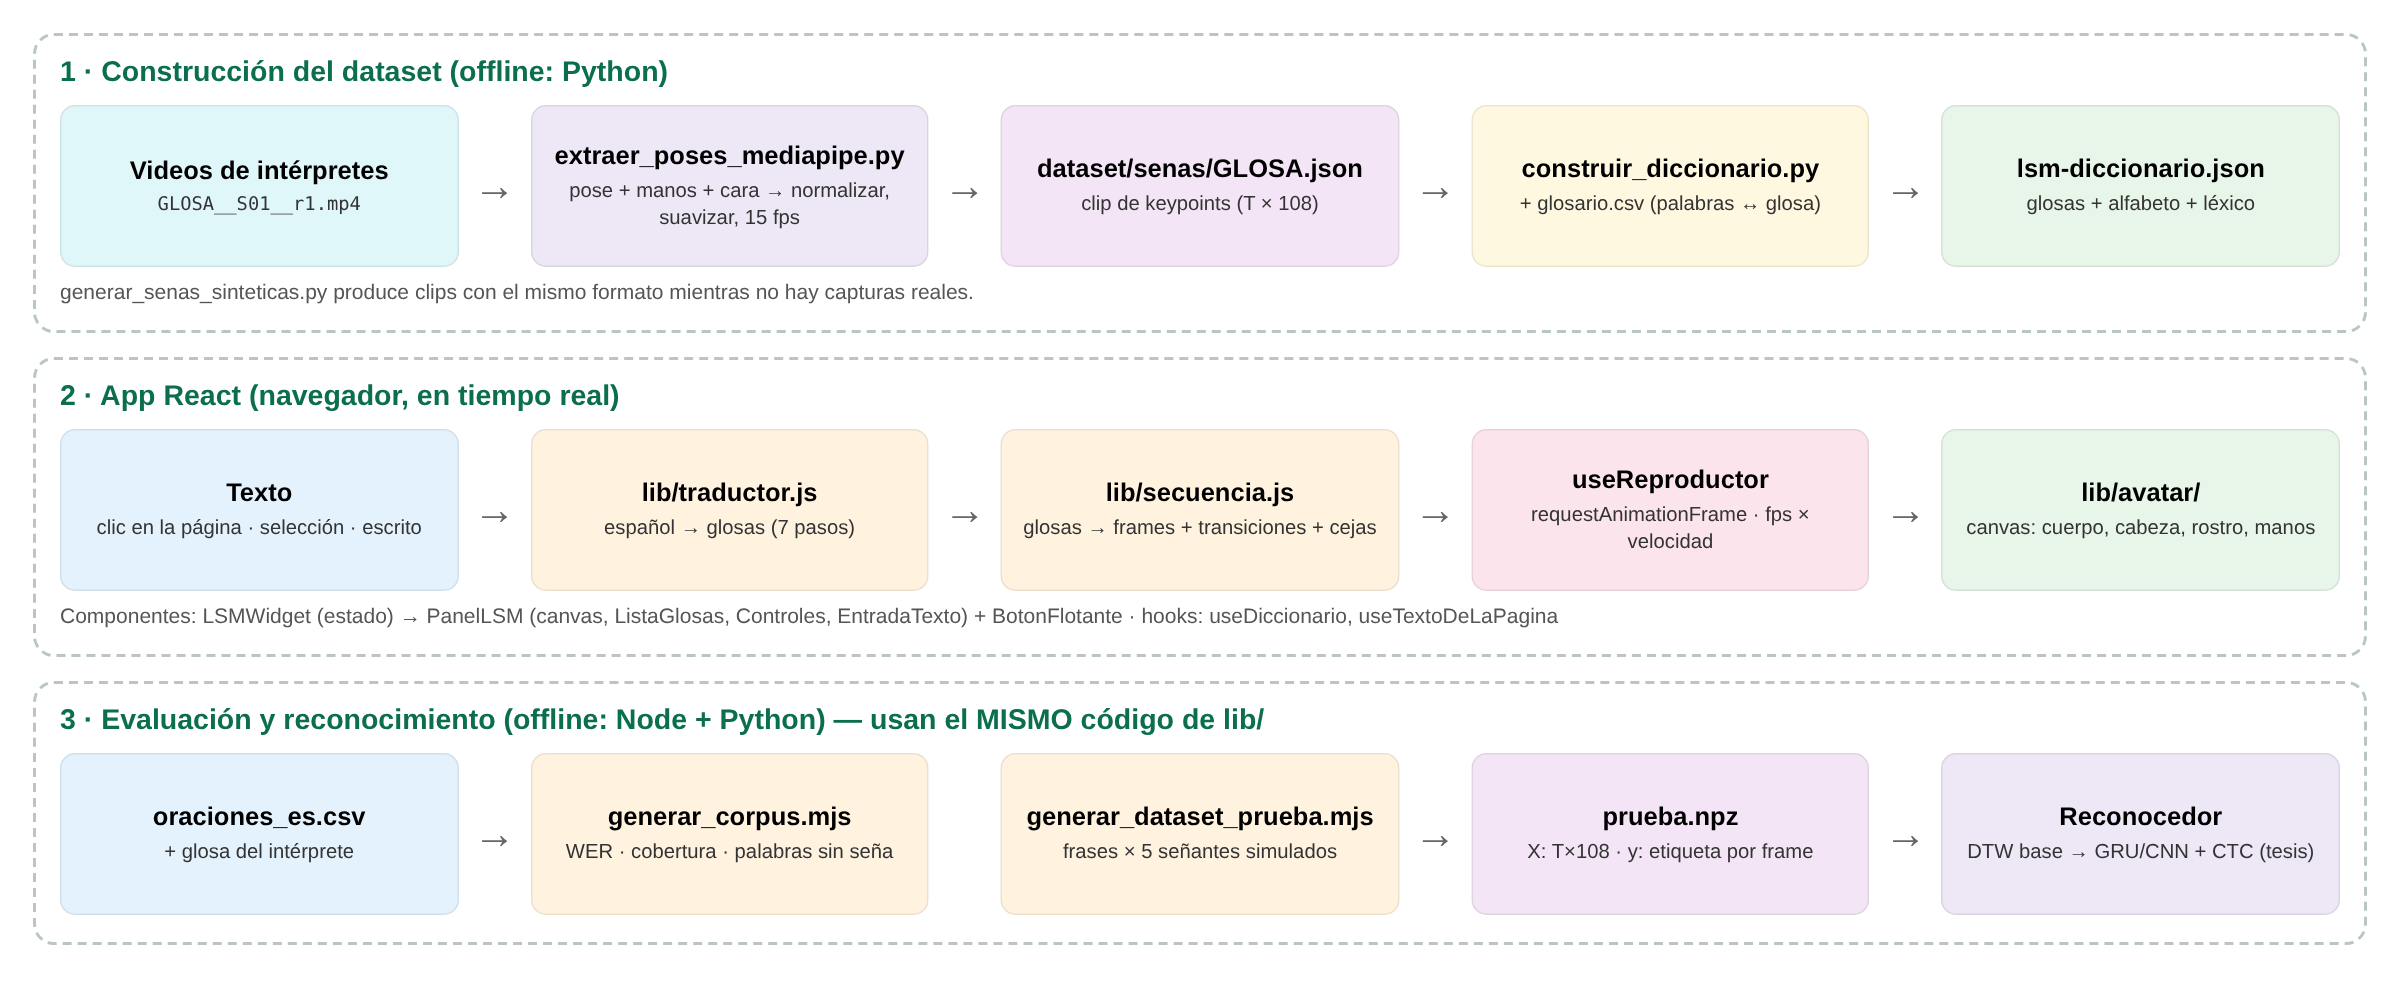 1 · Construcción del dataset (offline: Python)
Videos de intérpretes
GLOSA__S01__r1.mp4
→
extraer_poses_mediapipe.py
pose + manos + cara → normalizar,
suavizar, 15 fps
→
dataset/senas/GLOSA.json
clip de keypoints (T × 108)
→
construir_diccionario.py
+ glosario.csv (palabras ↔ glosa)
→
lsm-diccionario.json
glosas + alfabeto + léxico
generar_senas_sinteticas.py produce clips con el mismo formato mientras no hay capturas reales.
2 · App React (navegador, en tiempo real)
Texto
clic en la página · selección · escrito
→
lib/traductor.js
español → glosas (7 pasos)
→
lib/secuencia.js
glosas → frames + transiciones + cejas
→
useReproductor
requestAnimationFrame · fps ×
velocidad
→
lib/avatar/
canvas: cuerpo, cabeza, rostro, manos
Componentes: LSMWidget (estado) → PanelLSM (canvas, ListaGlosas, Controles, EntradaTexto) + BotonFlotante · hooks: useDiccionario, useTextoDeLaPagina
3 · Evaluación y reconocimiento (offline: Node + Python) — usan el MISMO código de lib/
oraciones_es.csv
+ glosa del intérprete
→
generar_corpus.mjs
WER · cobertura · palabras sin seña
generar_dataset_prueba.mjs
frases × 5 señantes simulados
→
prueba.npz
X: T×108 · y: etiqueta por frame
→
Reconocedor
DTW base → GRU/CNN + CTC (tesis)